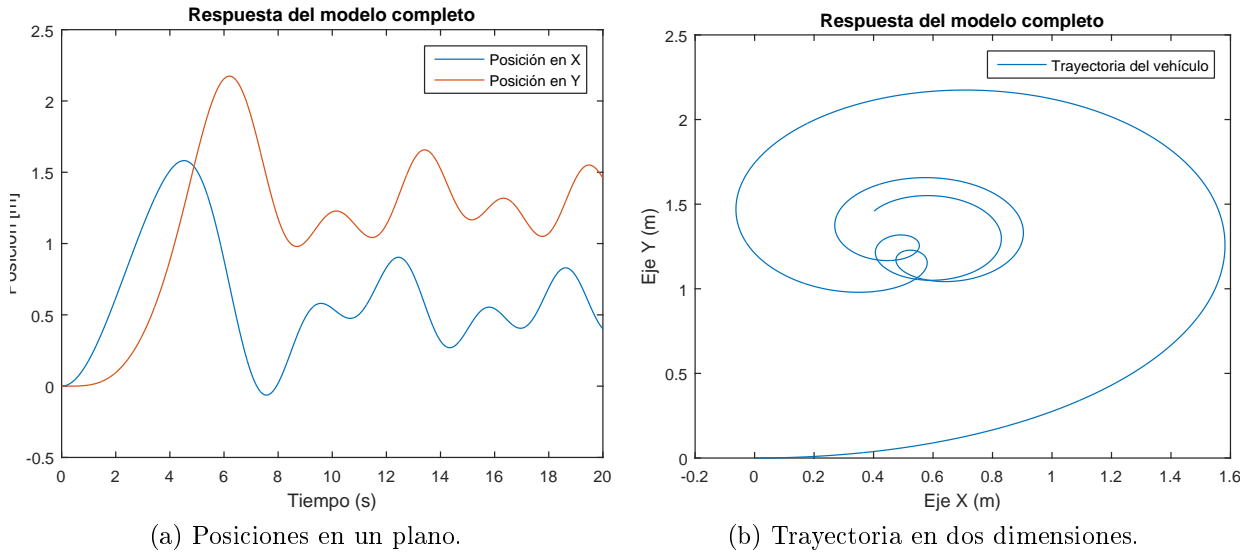 Respuesta del modelo completo
2.5
2
1.5
1
0.5
0
-0.5
Posición en X
Posición en Y
Posición [m]
0 2 4 6 8 10 12 14 16 18 20
Tiempo (s)
(a) Posiciones en un plano.
Respuesta del modelo completo
2.5
2
1.5
1
0.5
0
Trayectoria del vehículo
Eje Y (m)
-0.2 0 0.2 0.4 0.6 0.8 1 1.2 1.4 1.6
Eje X (m)
(b) Trayectoria en dos dimensiones.